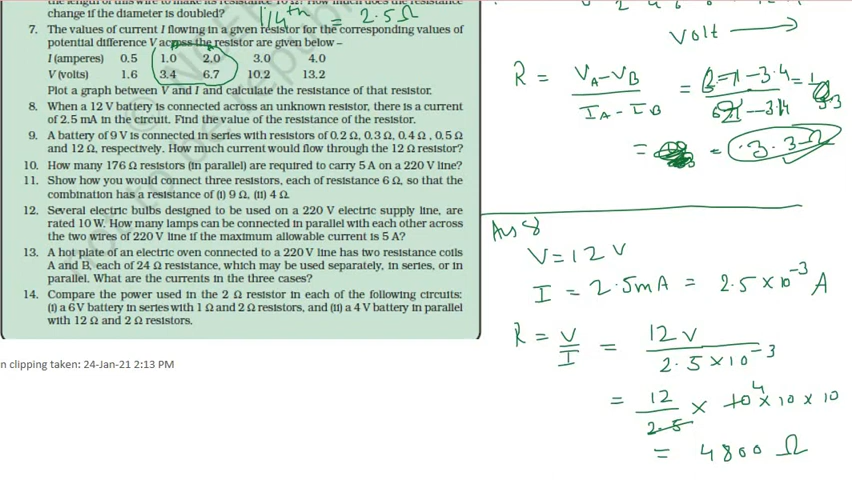 change if the diameter is doubled? 1/4th = 2.5Ω
7. The values of current I flowing in a given resistor for the corresponding values of
potential difference V across the resistor are given below –
I (amperes) 0.5 1.0 2.0 3.0 4.0
V (volts) 1.6 3.4 6.7 10.2 13.2
Plot a graph between V and I and calculate the resistance of that resistor.
8. When a 12 V battery is connected across an unknown resistor, there is a current
of 2.5 mA in the circuit. Find the value of the resistance of the resistor.
9. A battery of 9 V is connected in series with resistors of 0.2 Ω, 0.3 Ω, 0.4 Ω , 0.5 Ω
and 12 Ω, respectively. How much current would flow through the 12 Ω resistor?
10. How many 176 Ω resistors (in parallel) are required to carry 5 A on a 220 V line?
11. Show how you would connect three resistors, each of resistance 6 Ω, so that the
combination has a resistance of (i) 9 Ω, (ii) 4 Ω.
12. Several electric bulbs designed to be used on a 220 V electric supply line, are
rated 10 W. How many lamps can be connected in parallel with each other across
the two wires of 220 V line if the maximum allowable current is 5 A?
13. A hot plate of an electric oven connected to a 220 V line has two resistance coils
A and B, each of 24 Ω resistance, which may be used separately, in series, or in
parallel. What are the currents in the three cases?
14. Compare the power used in the 2 Ω resistor in each of the following circuits:
(i) a 6 V battery in series with 1 Ω and 2 Ω resistors, and (ii) a 4 V battery in parallel
with 12 Ω and 2 Ω resistors.
n clipping taken: 24-Jan-21 2:13 PM
Volt
R = VA-VB / IA-IB =
= 3.3 Ω
Ans 8
V=12 V
I = 2.5mA = 2.5 x 10-3 A
R = V/I = 12V / 2.5 x 10-3
= 12/2.5 x 104 x 10 x 10
= 4800 Ω